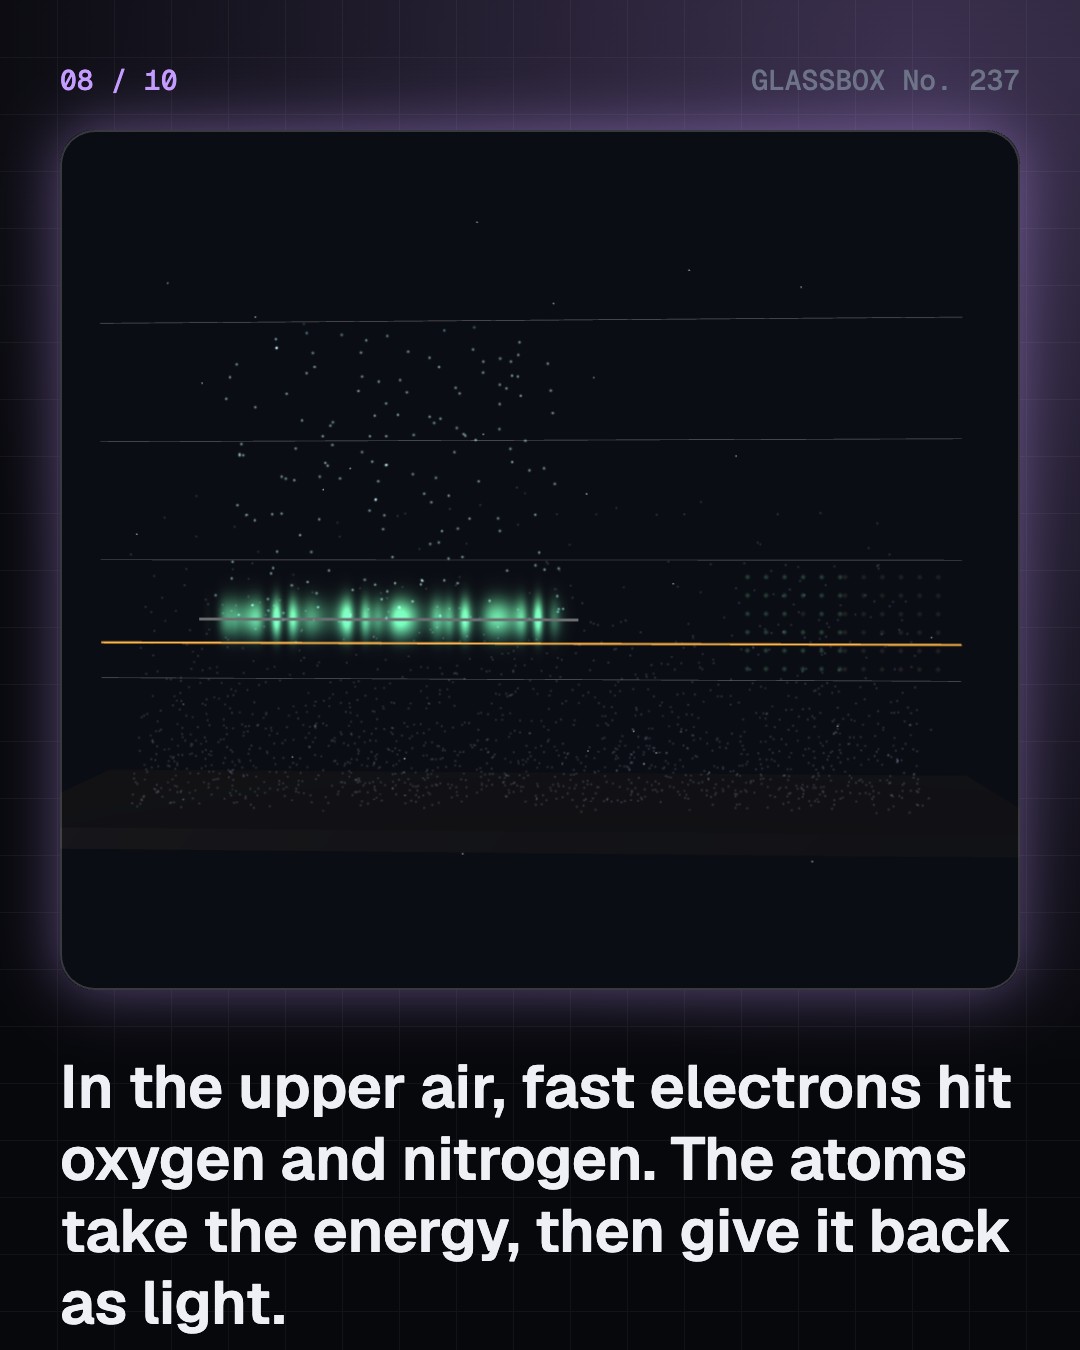 08 / 10
GLASSBOX No. 237
In the upper air, fast electrons hit
oxygen and nitrogen. The atoms
take the energy, then give it back
as light.